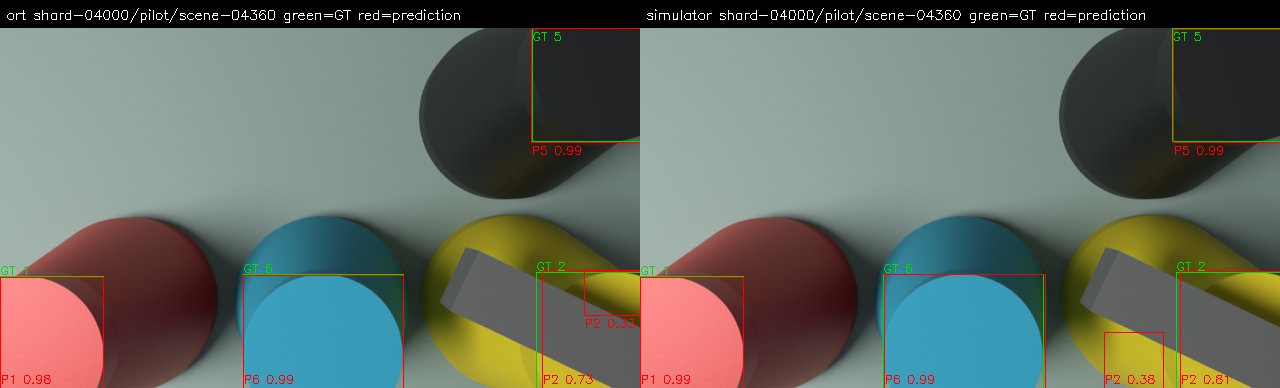 ort shard-04000/pilot/scene-04360 green=GT red=prediction
simulator shard-04000/pilot/scene-04360 green=GT red=prediction
GT 5
P5 0.99
GT 1
GT 6
GT 2
P2 0.33
P1 0.98
P6 0.99
P2 0.73
GT 5
P5 0.99
GT 1
GT 6
GT 2
P1 0.99
P6 0.99
P2 0.38
P2 0.81